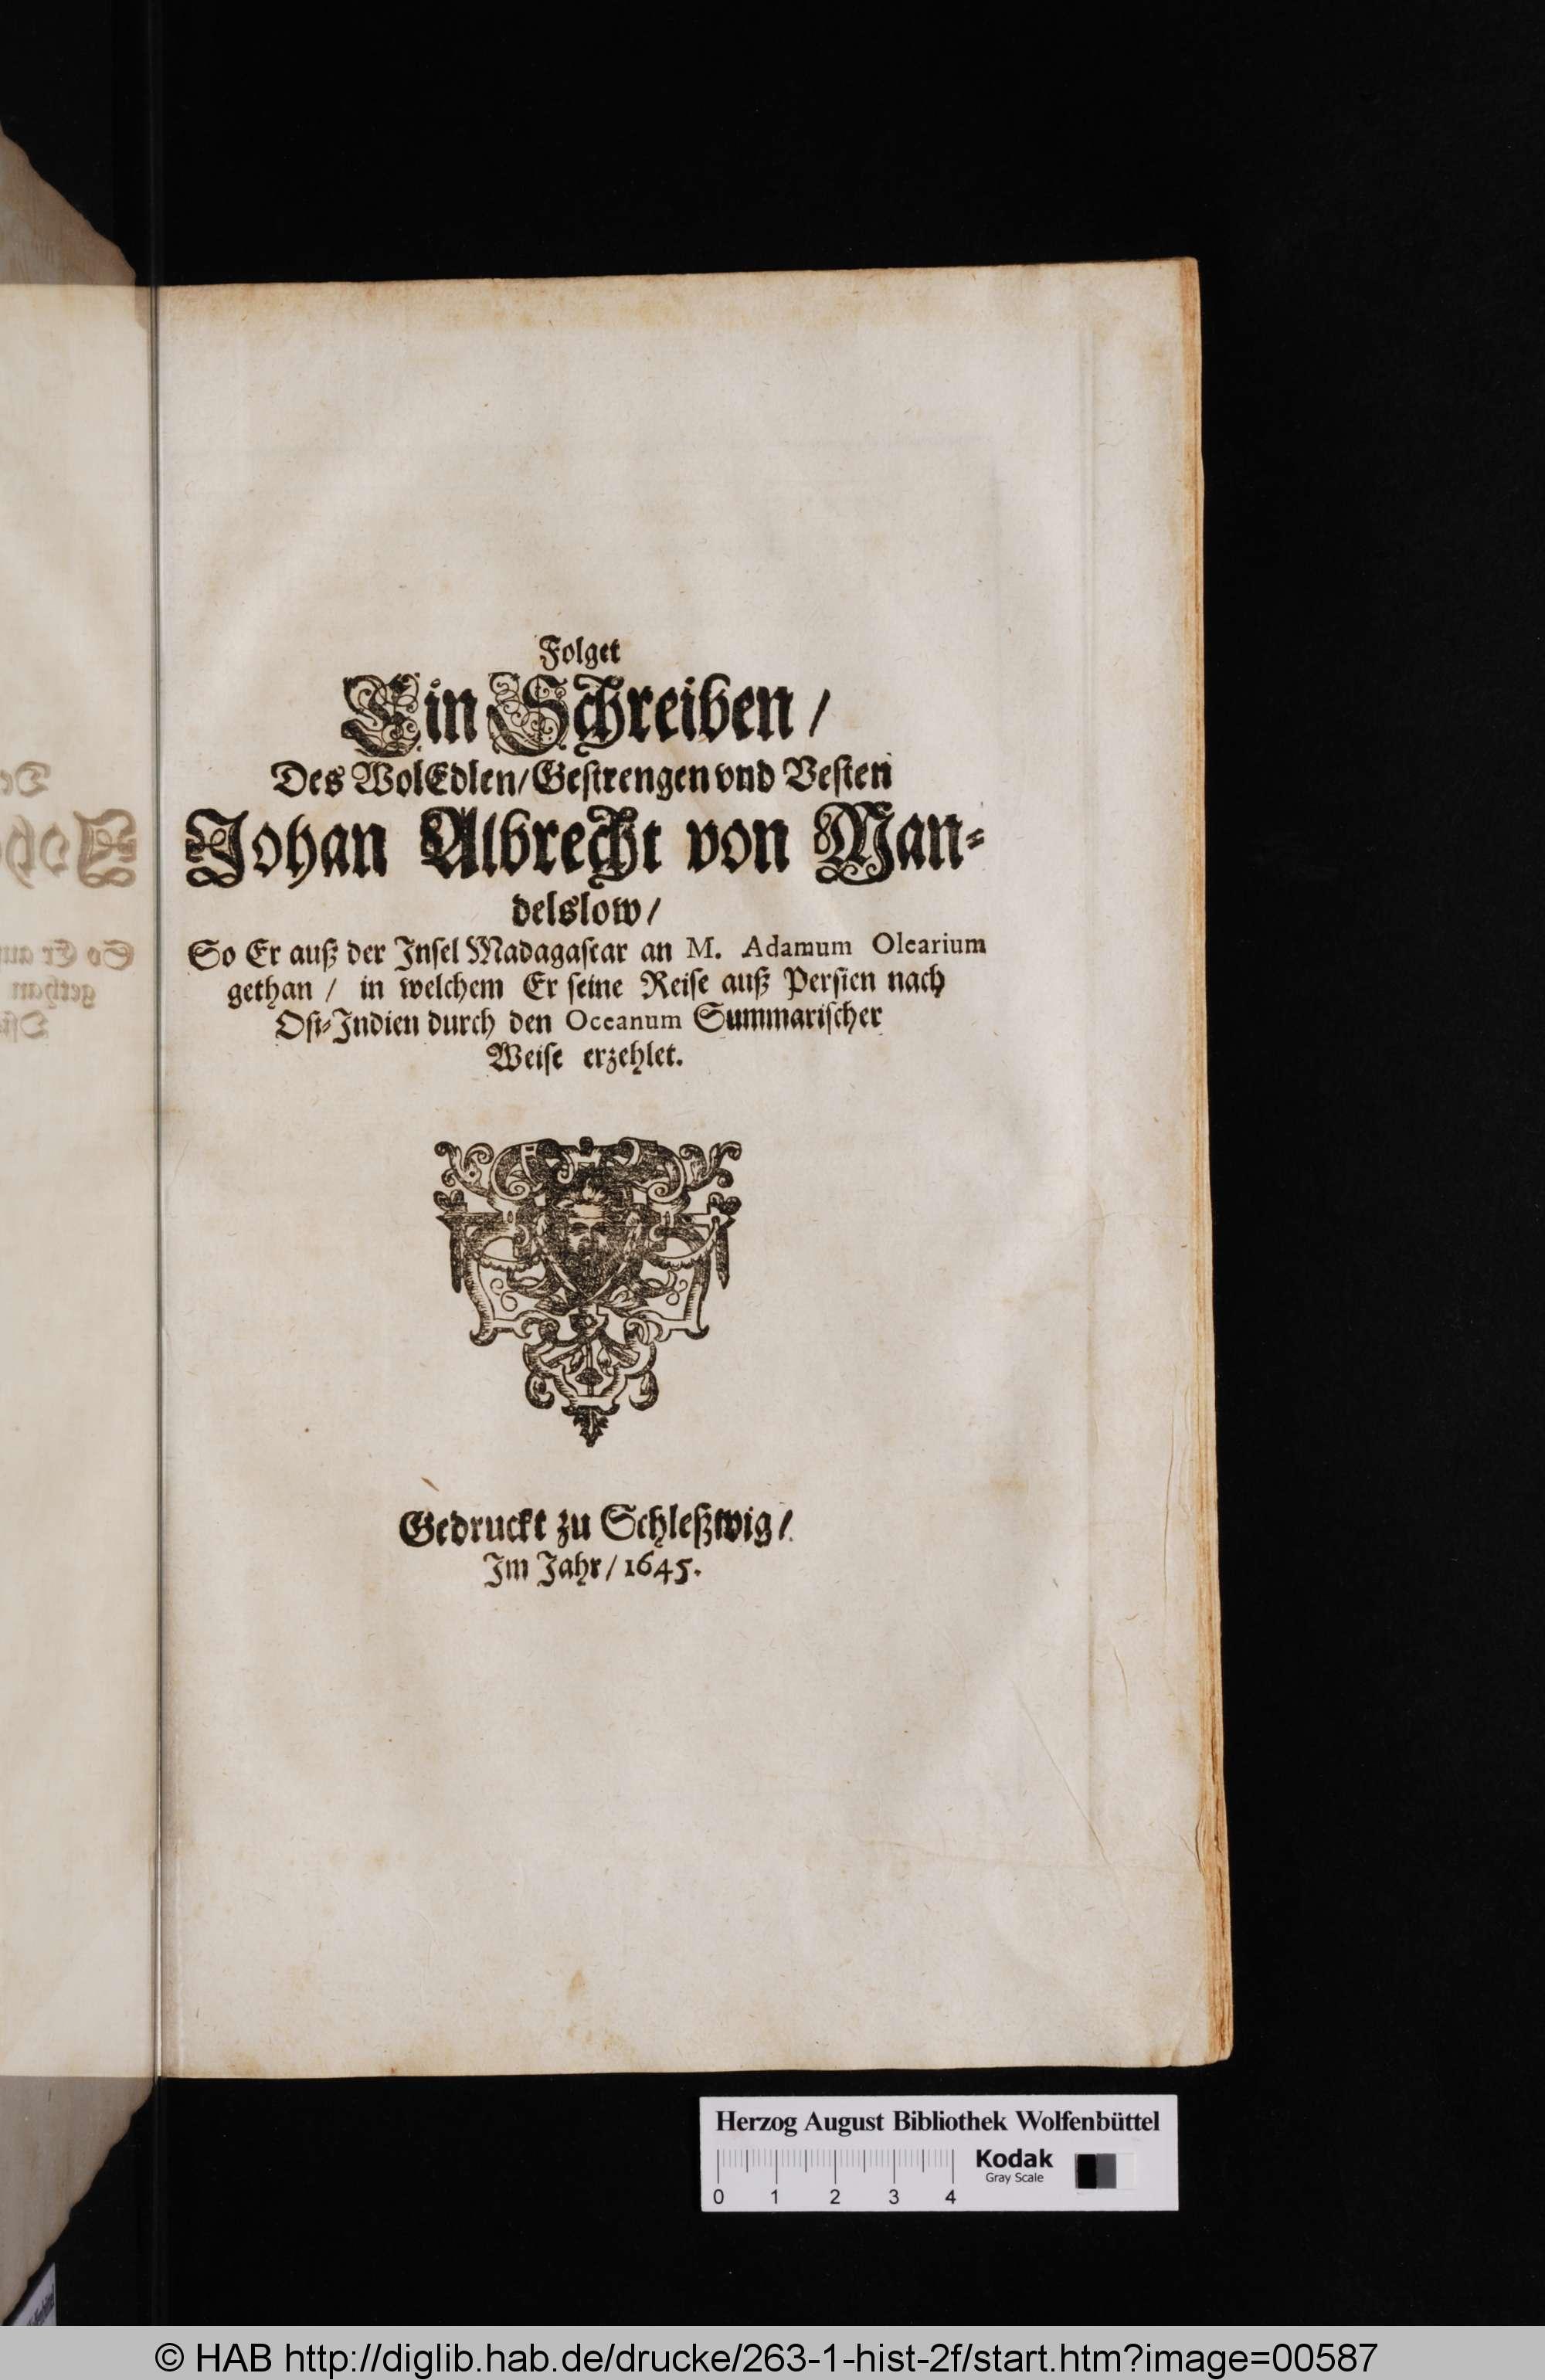 Folget
Ein Schreiben /
Des WolEdlen/Gestrengen vnd Vesten
Johan Albrecht von Man-
delslow /
So Er auß der Insel Madagascar an M. Adamum Olearium
gethan / in welchem Er seine Reise auß Persien nach
Ost-Indien durch den Oceanum Summarischer
Weise erzehlet.
Gedruckt zu Schleßwig /
Im Jahr / 1645.
Herzog August Bibliothek Wolfenbüttel
Kodak
Gray Scale
0 1 2 3 4
© HAB http://diglib.hab.de/drucke/263-1-hist-2f/start.htm?image=00587